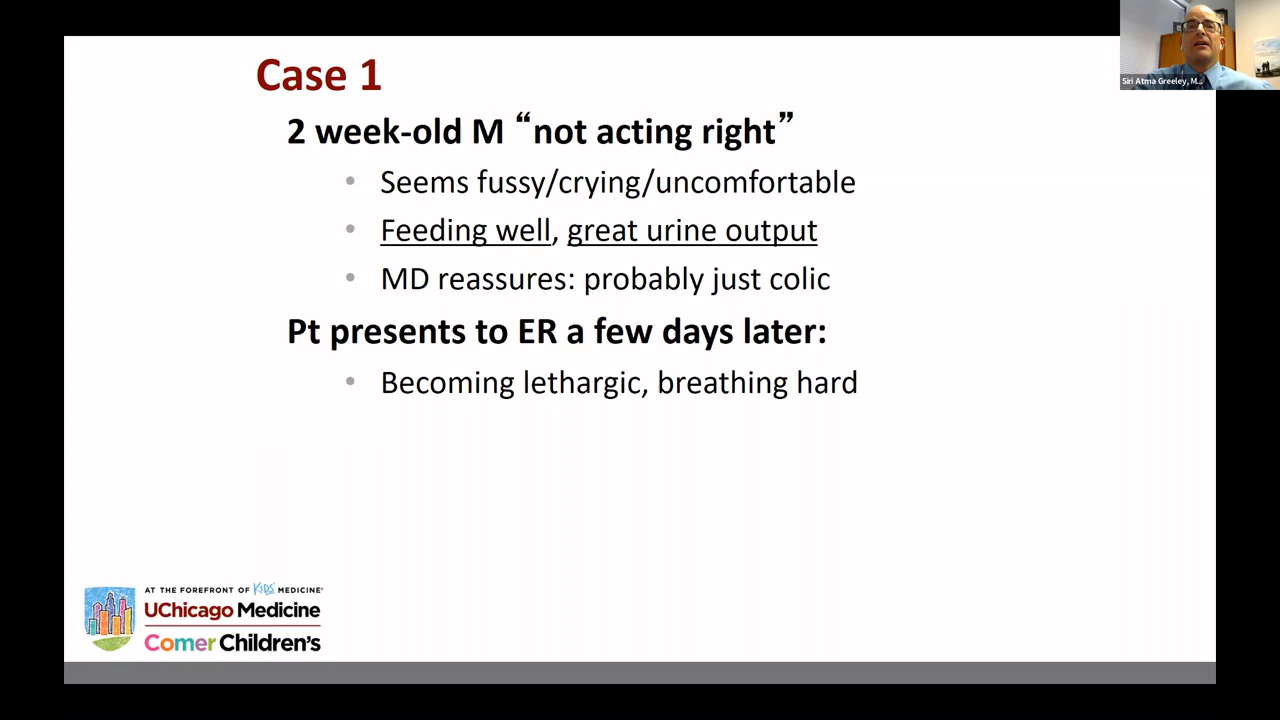 Siri Atma Greeley, M...
Case 1
2 week-old M “not acting right”
• Seems fussy/crying/uncomfortable
• Feeding well, great urine output
• MD reassures: probably just colic
Pt presents to ER a few days later:
• Becoming lethargic, breathing hard
AT THE FOREFRONT OF KIDS MEDICINE®
UChicago Medicine
Comer Children's